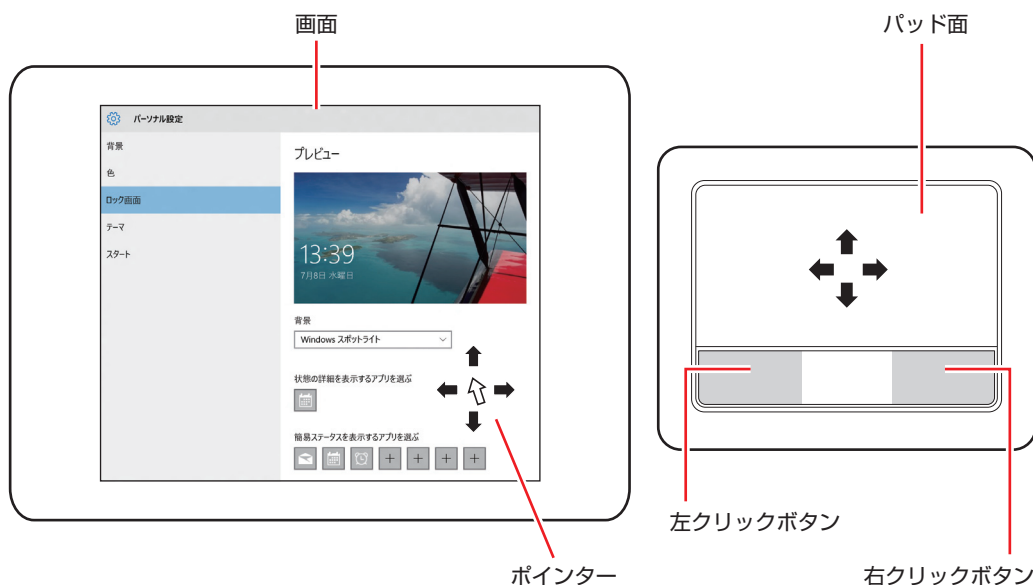 画面
パッド面
パーソナル設定
背景
色
ロック画面
テーマ
スタート
プレビュー
13:39
7月8日 水曜日
背景
Windows スポットライト
状態の詳細を表示するアプリを選ぶ
簡易ステータスを表示するアプリを選ぶ
左クリックボタン
ポインター
右クリックボタン